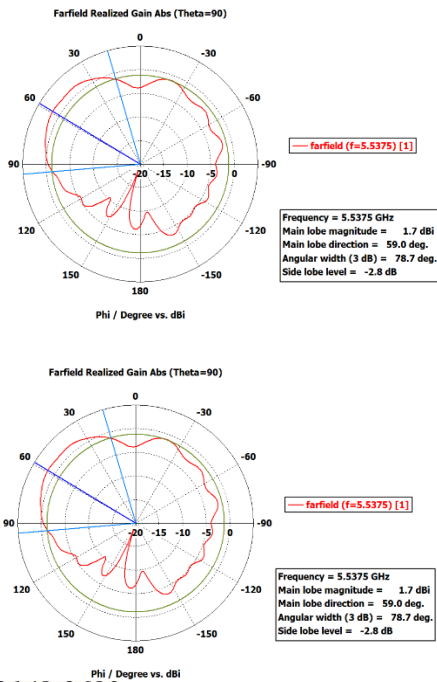 Farfield Realized Gain Abs (Theta=90)
0
30 -30
60 -60
90 -20 -15 -10 -5 0 -90
120 -120
150 -150
180
Phi / Degree vs. dBi
farfield (f=5.5375) [1]
Frequency = 5.5375 GHz
Main lobe magnitude = 1.7 dBi
Main lobe direction = 59.0 deg.
Angular width (3 dB) = 78.7 deg.
Side lobe level = -2.8 dB
Farfield Realized Gain Abs (Theta=90)
0
30 -30
60 -60
90 -20 -15 -10 -5 0 -90
120 -120
150 -150
180
Phi / Degree vs. dBi
farfield (f=5.5375) [1]
Frequency = 5.5375 GHz
Main lobe magnitude = 1.7 dBi
Main lobe direction = 59.0 deg.
Angular width (3 dB) = 78.7 deg.
Side lobe level = -2.8 dB